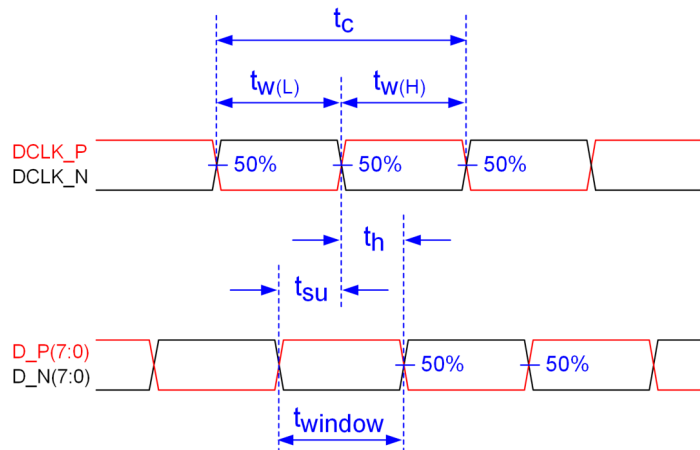 tc
tw(L) tw(H)
DCLK_P
DCLK_N
50% 50% 50%
th
tsu
D_P(7:0)
D_N(7:0)
50% 50%
twindow